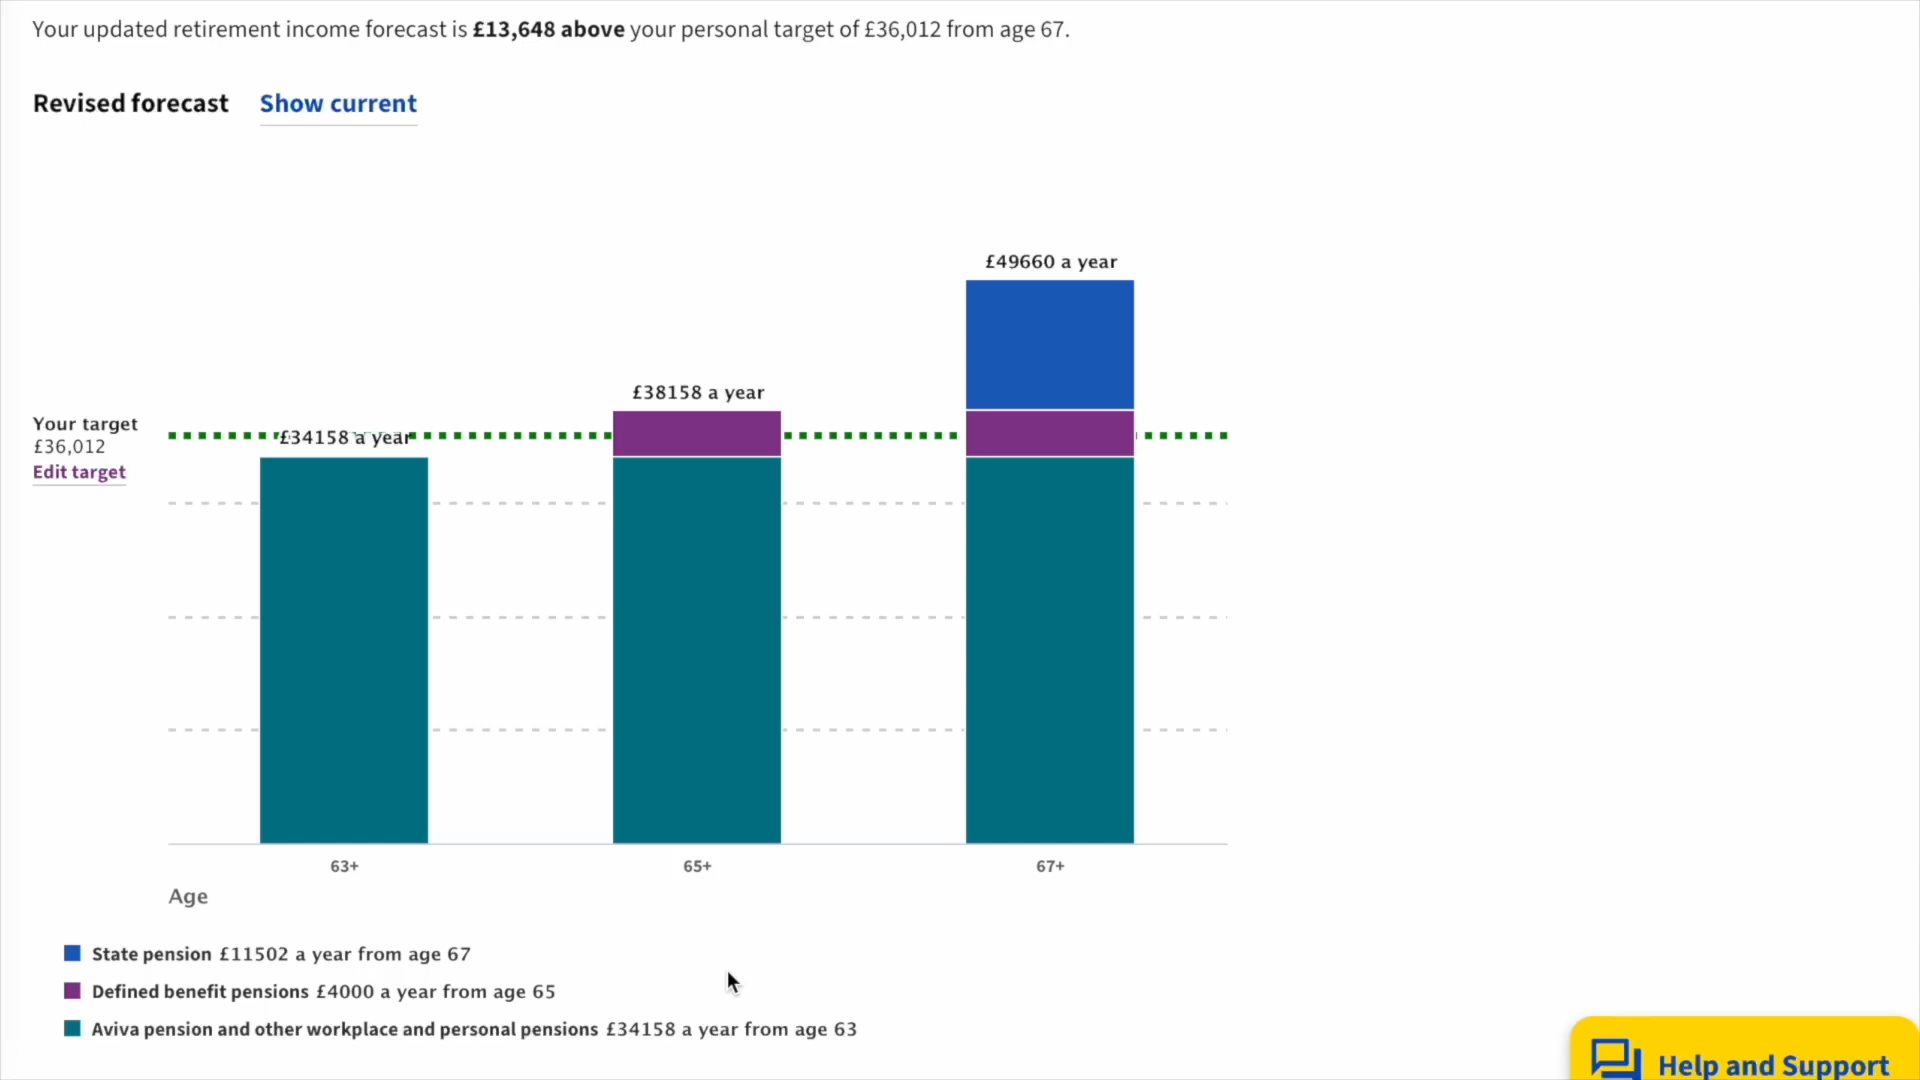 Your updated retirement income forecast is £13,648 above your personal target of £36,012 from age 67.
Revised forecast Show current
£49660 a year
£38158 a year
Your target
£34158 a year
£36,012
Edit target
63+ 65+ 67+
Age
State pension £11502 a year from age 67
Defined benefit pensions £4000 a year from age 65
Aviva pension and other workplace and personal pensions £34158 a year from age 63
Help and Support